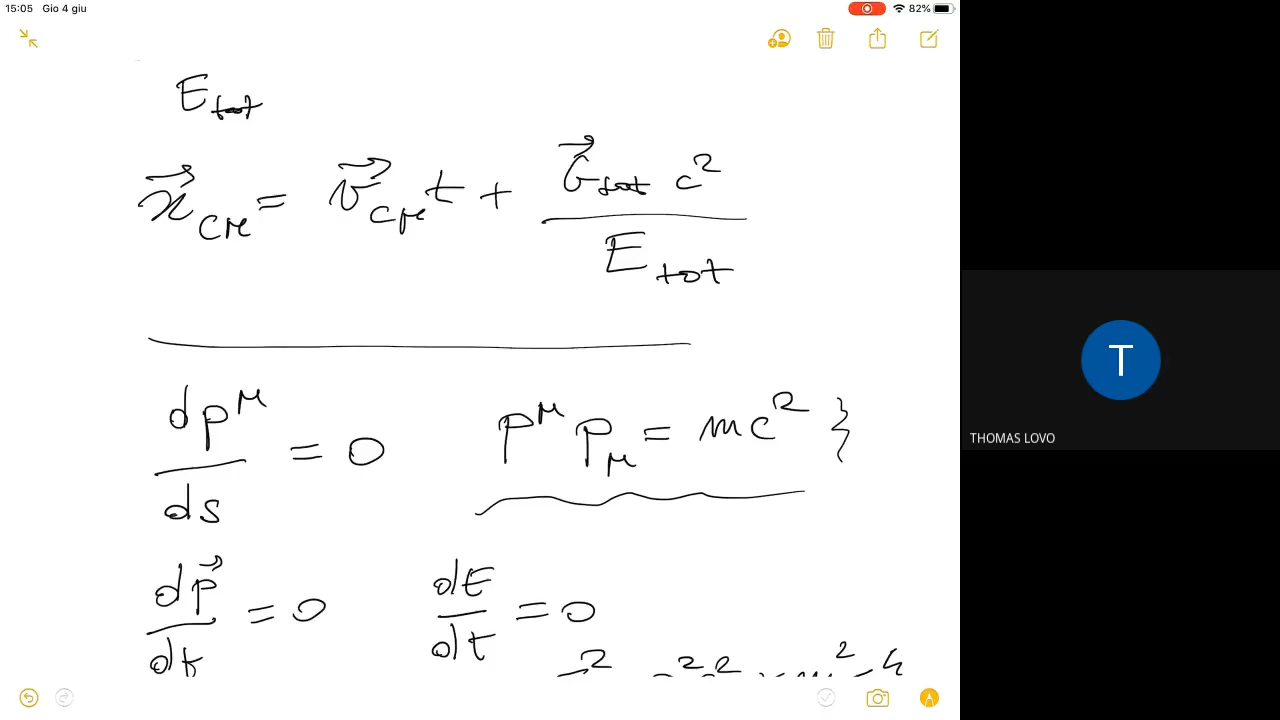 15:05 Gio 4 giu 82%
E_tot
x⃗_CM = v⃗_CM t + G⃗_tot c² / E_tot
dp^μ / ds = 0 p^μ p_μ = mc² }
THOMAS LOVO
T
dp⃗ / dt = 0 dE / dt = 0